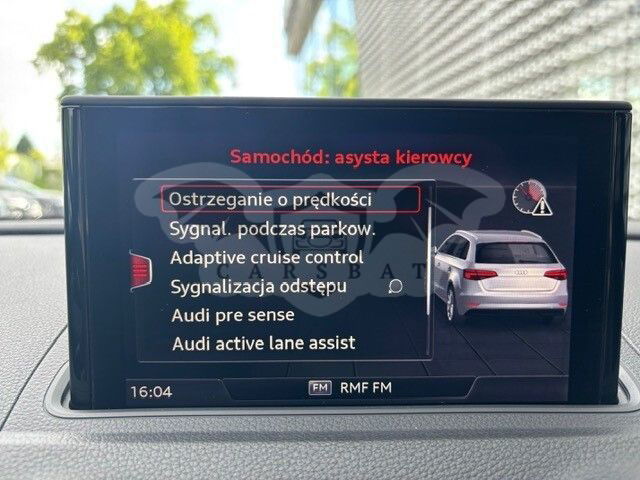 Samochód: asysta kierowcy
Ostrzeganie o prędkości
Sygnal. podczas parkow.
Adaptive cruise control
CARSBAT
Sygnalizacja odstępu
Audi pre sense
Audi active lane assist
16:04
FM RMF FM